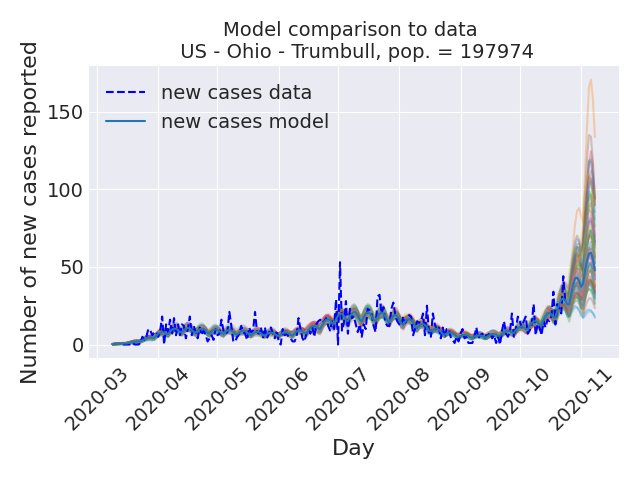 Model comparison to data
US - Ohio - Trumbull, pop. = 197974
new cases data
new cases model
Number of new cases reported
150
100
50
0
2020-03
2020-04
2020-05
2020-06
2020-07
2020-08
2020-09
2020-10
2020-11
Day